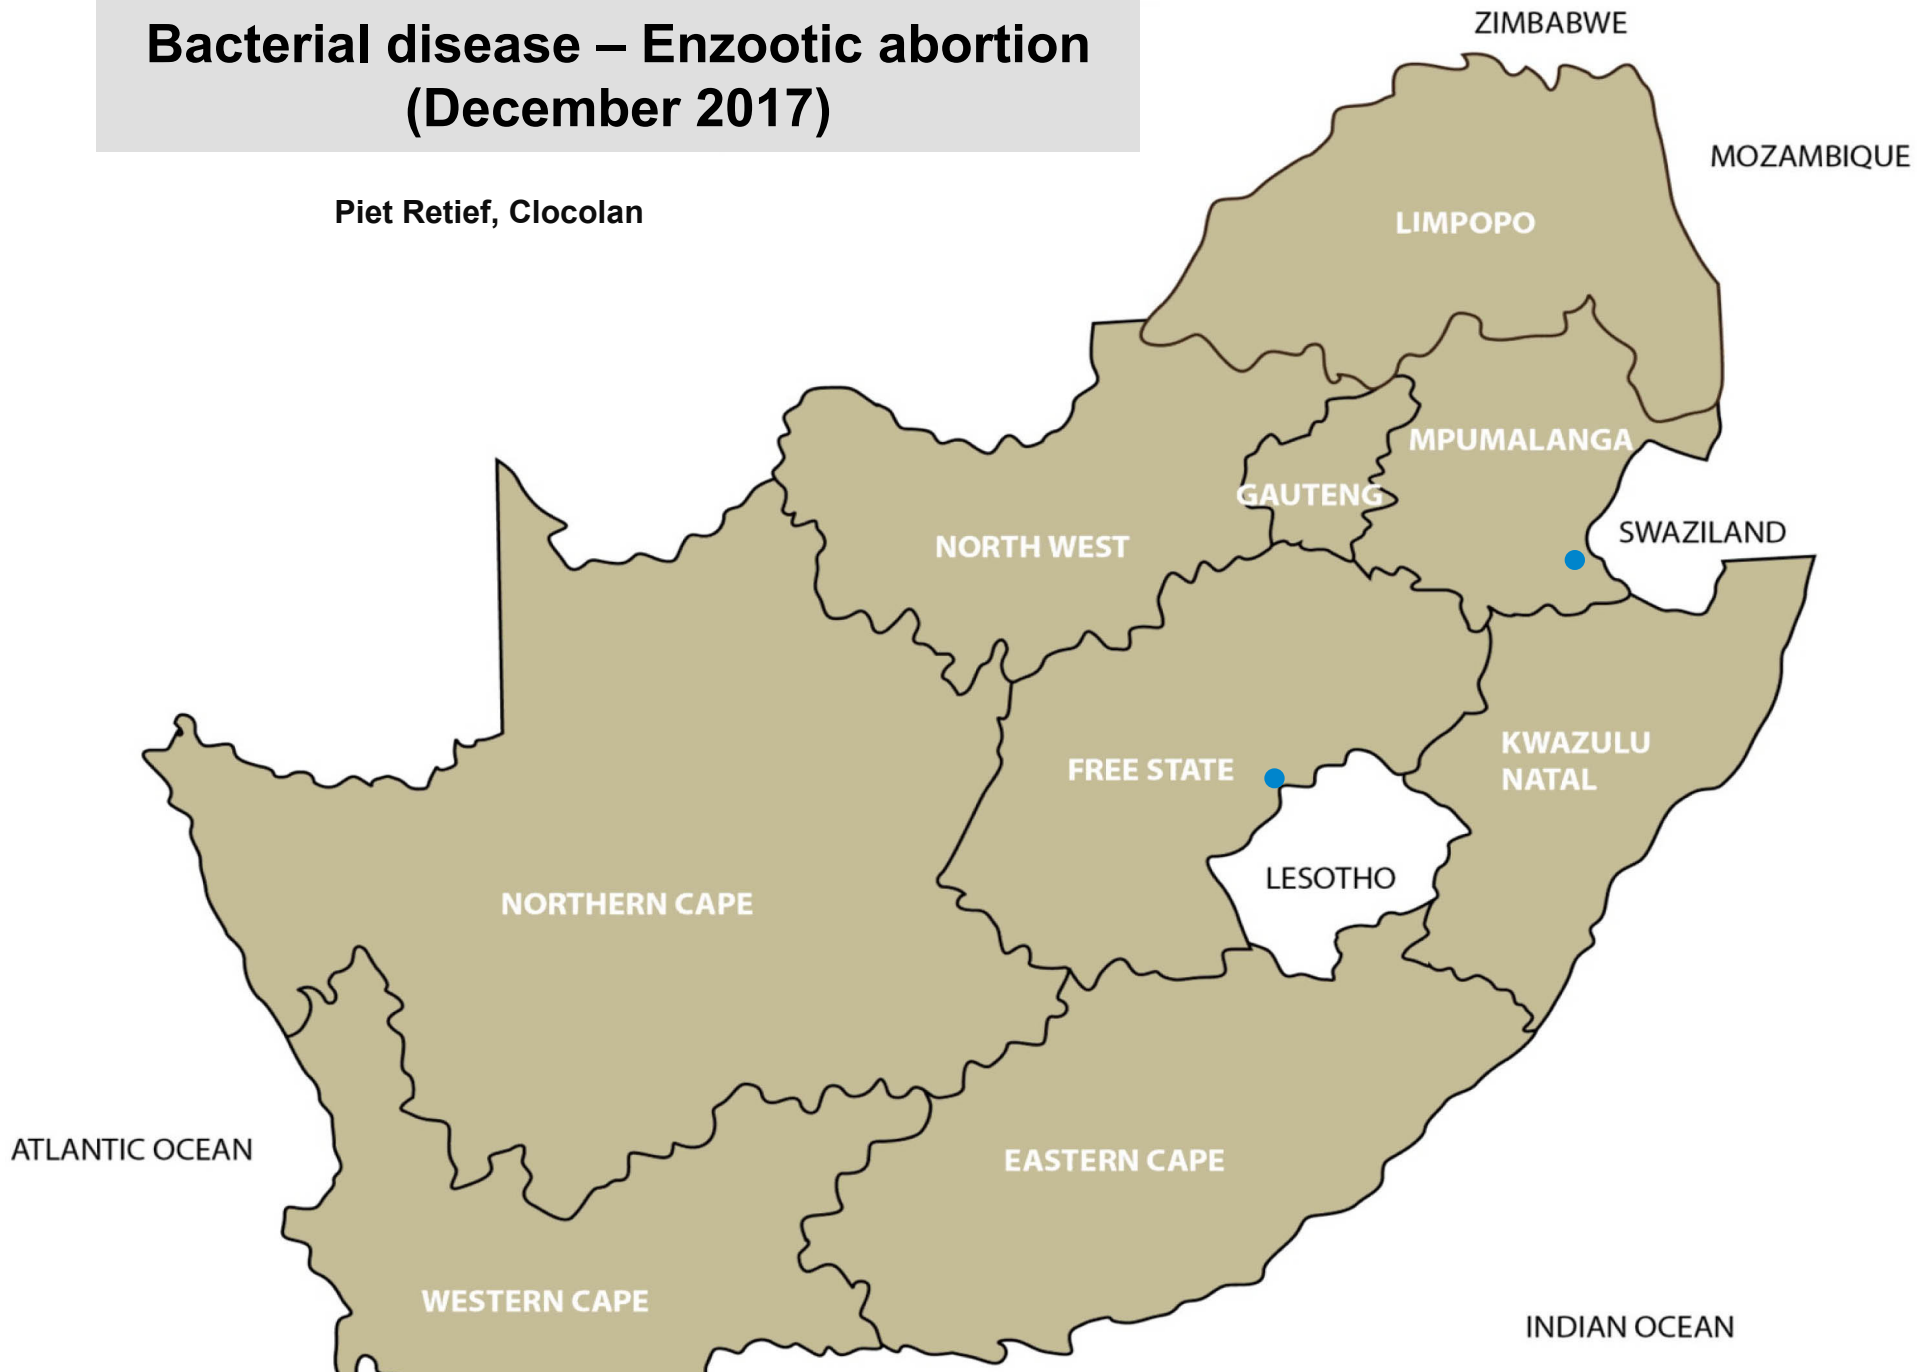 Bacterial disease – Enzootic abortion
(December 2017)
Piet Retief, Clocolan
ZIMBABWE
MOZAMBIQUE
LIMPOPO
MPUMALANGA
GAUTENG
SWAZILAND
NORTH WEST
KWAZULU
NATAL
FREE STATE
LESOTHO
NORTHERN CAPE
ATLANTIC OCEAN
EASTERN CAPE
WESTERN CAPE
INDIAN OCEAN